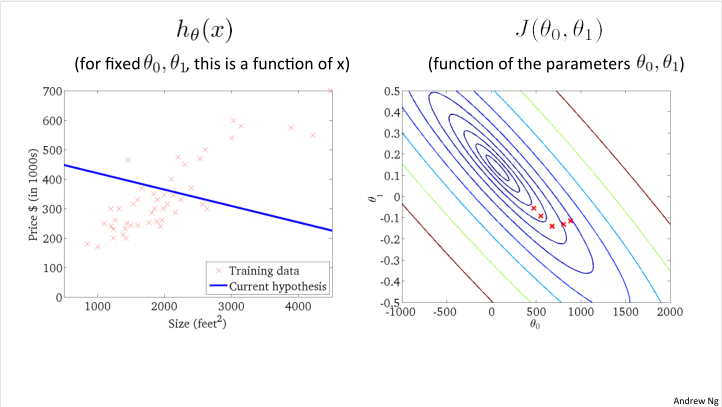 hθ(x)
(for fixed θ0, θ1, this is a function of x)
700
600
500
400
300
200
100
0
Price $ (in 1000s)
1000
2000
3000
4000
Size (feet2)
Training data
Current hypothesis
J(θ0, θ1)
(function of the parameters θ0, θ1)
0.5
0.4
0.3
0.2
0.1
0
-0.1
-0.2
-0.3
-0.4
-0.5
θ1
-1000
-500
0
500
1000
1500
2000
θ0
Andrew Ng